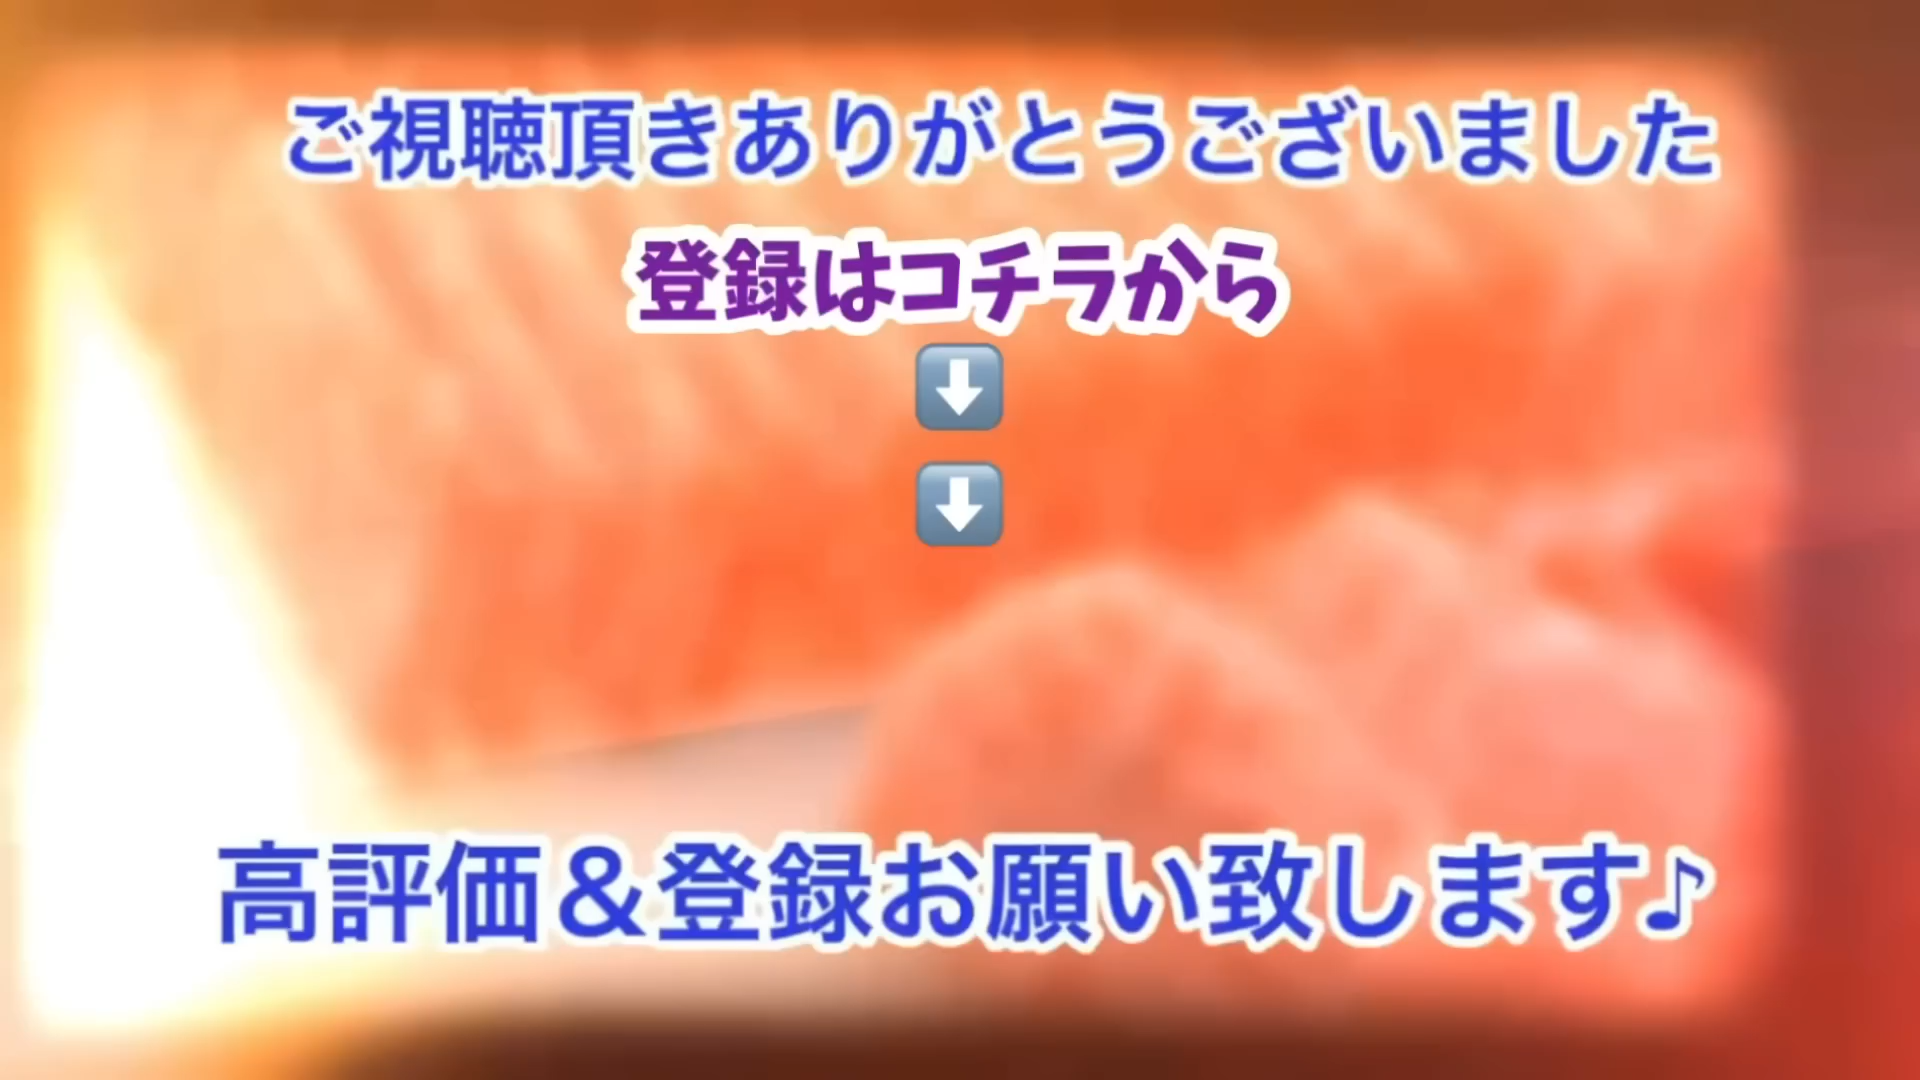 ご視聴頂きありがとうございました
登録はコチラから
⬇️
⬇️
高評価＆登録お願い致します♪